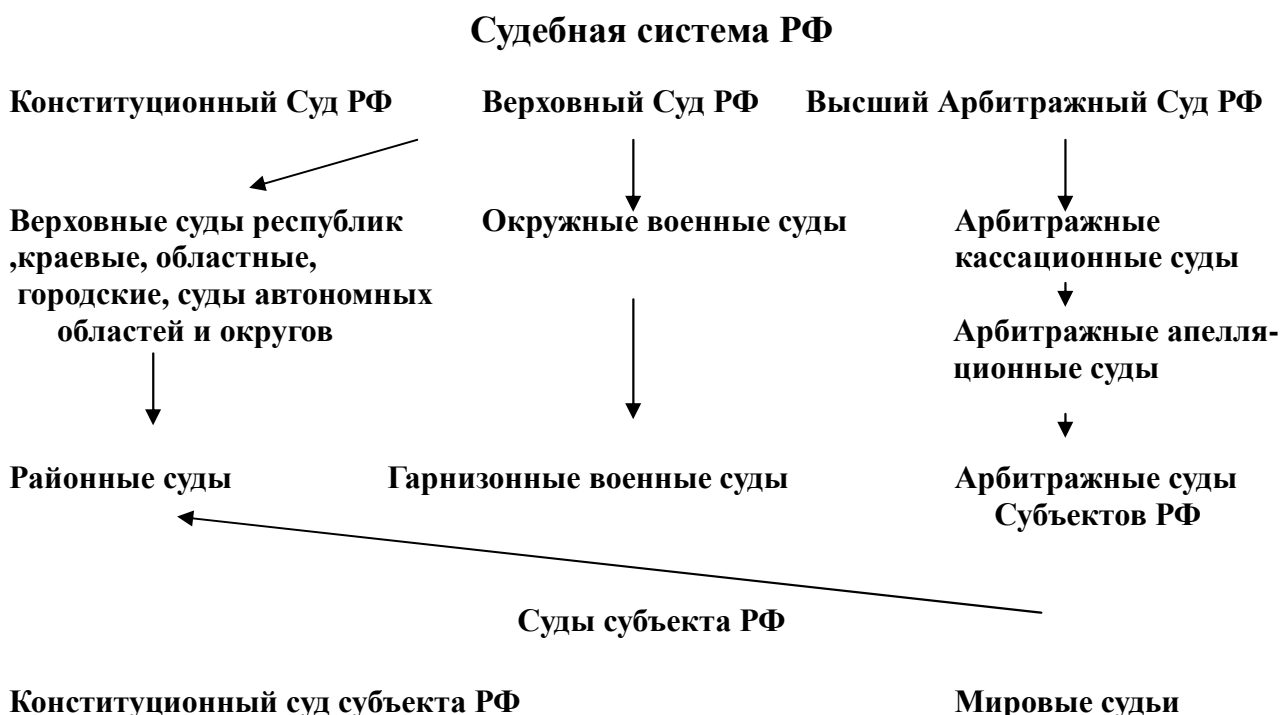 Судебная система РФ
Конституционный Суд РФ Верховный Суд РФ Высший Арбитражный Суд РФ
Верховные суды республик Окружные военные суды Арбитражные
,краевые, областные, кассационные суды
городские, суды автономных
областей и округов Арбитражные апелля-
ционные суды
Районные суды Гарнизонные военные суды Арбитражные суды
Субъектов РФ
Суды субъекта РФ
Конституционный суд субъекта РФ Мировые судьи